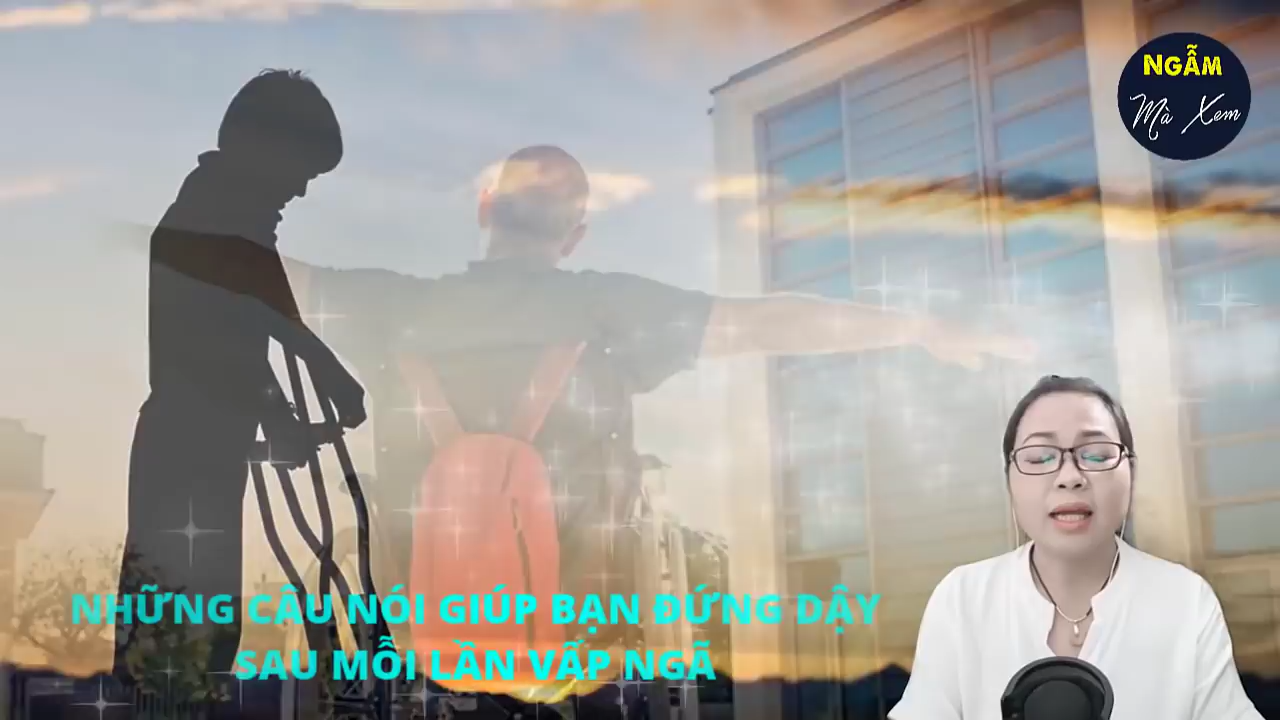 NGẪM
Mà Xem
NHỮNG CÂU NÓI GIÚP BẠN ĐỨNG DẬY
SAU MỖI LẦN VẤP NGÃ